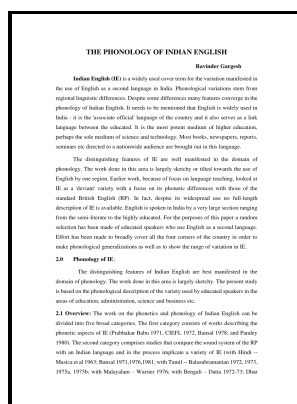 THE PHONOLOGY OF INDIAN ENGLISH
Ravinder Gargesh
Indian English (IE) is a widely used cover term for the variation manifested in
the use of English as a second language in India. Phonological variations stem from
regional linguistic differences. Despite some differences many features converge in the
phonology of Indian English. It needs to be mentioned that English is widely used in
India - it is the 'associate official' language of the country and it also serves as a link
language between the educated. It is the most potent medium of higher education,
perhaps the sole medium of science and technology. Most books, newspapers, reports,
seminars etc directed to a nationwide audience are brought out in this language.
The distinguishing features of IE are well manifested in the domain of
phonology. The work done in this area is largely sketchy or tilted towards the use of
English by one region. Earlier work, because of focus on language teaching, looked at
IE as a 'deviant' variety with a focus on its phonetic differences with those of the
standard British English (RP). In fact, despite its widespread use no full-length
description of IE is available. English is spoken in India by a very large section ranging
from the semi-literate to the highly educated. For the purposes of this paper a random
selection has been made of educated speakers who use English as a second language.
Effort has been made to broadly cover all the four corners of the country in order to
make phonological generalizations as well as to show the range of variation in IE.
2.0 Phonology of IE:
The distinguishing features of Indian English are best manifested in the
domain of phonology. The work done in this area is largely sketchy. The present study
is based on the phonological description of the variety used by educated speakers in the
areas of education, administration, science and business etc.
2.1 Overview: The work on the phonetics and phonology of Indian English can be
divided into five broad categories. The first category consists of works describing the
phonetic aspects of IE (Prabhakar Babu 1971, CIEFL 1972, Bansal 1978; and Pandey
1980). The second category comprises studies that compare the sound system of the RP
with an Indian language and in the process implicate a variety of IE (with Hindi –
Masica et al 1963; Bansal 1971,1976,1981; with Tamil – Balasubramanian 1972, 1973,
1975a, 1975b; with Malayalam – Warrier 1976; with Bengali – Datta 1972-73; Dhar